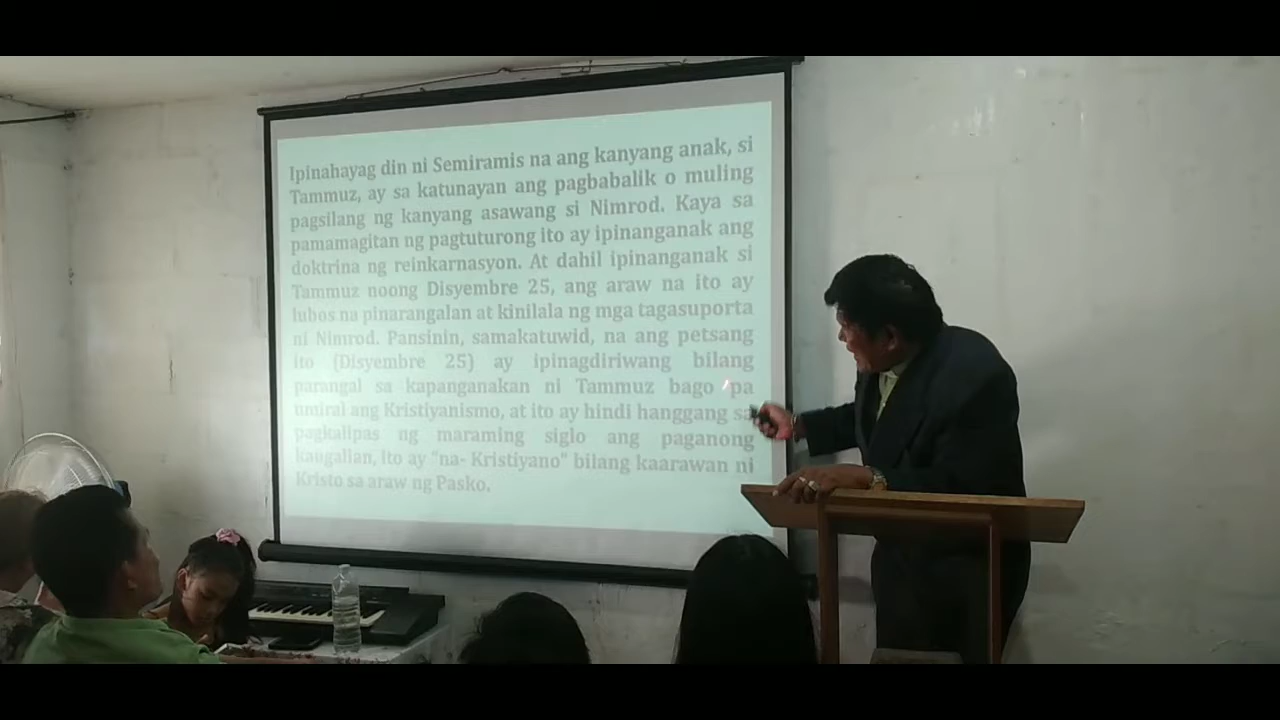 Ipinahayag din ni Semiramis na ang kanyang anak, si
Tammuz, ay sa katunayan ang pagbabalik o muling
pagsilang ng kanyang asawang si Nimrod. Kaya sa
pamamagitan ng pagtuturong ito ay ipinanganak ang
doktrina ng reinkarnasyon. At dahil ipinanganak si
Tammuz noong Disyembre 25, ang araw na ito ay
lubos na pinarangalan at kinilala ng mga tagasuporta
ni Nimrod. Pansinin, samakatuwid, na ang petsang
ito (Disyembre 25) ay ipinagdiriwang bilang
parangal sa kapanganakan ni Tammuz bago pa
umiral ang Kristiyanismo, at ito ay hindi hanggang sa
pagkalipas ng maraming siglo ang paganong
kaugalian, ito ay "na- Kristiyano" bilang kaarawan ni
Kristo sa araw ng Pasko.